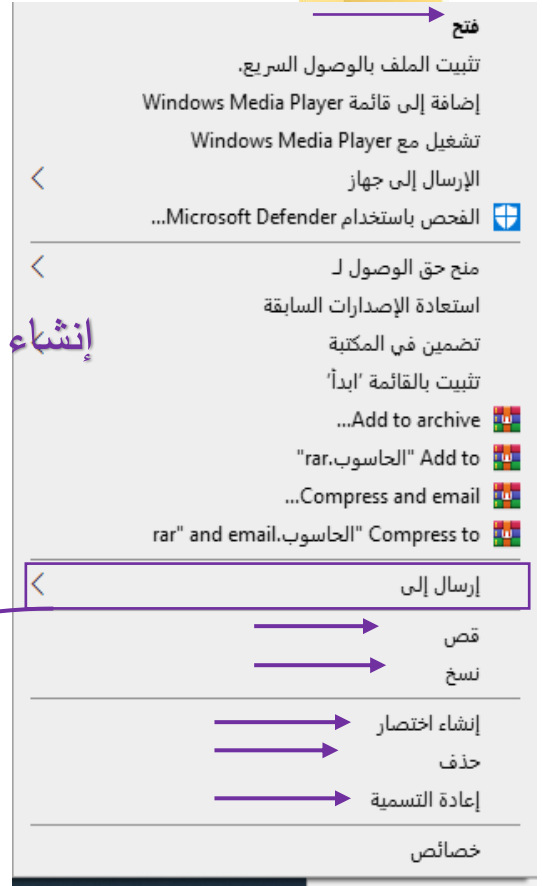 فتح
تثبيت الملف بالوصول السريع.
إضافة إلى قائمة Windows Media Player
تشغيل مع Windows Media Player
الإرسال إلى جهاز
الفحص باستخدام Microsoft Defender...
منح حق الوصول لـ
استعادة الإصدارات السابقة
إنشاء
تضمين في المكتبة
تثبيت بالقائمة 'ابدأ'
Add to archive...
Add to "الحاسوب.rar"
Compress and email...
Compress to "الحاسوب.rar" and email
إرسال إلى
قص
نسخ
إنشاء اختصار
حذف
إعادة التسمية
خصائص